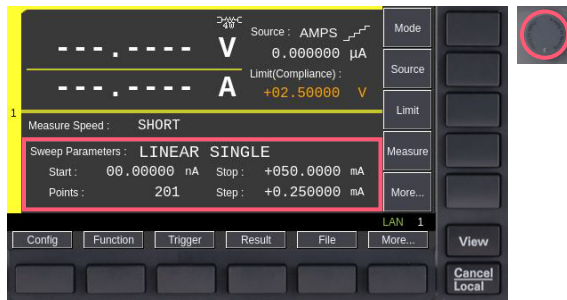 4W
Source : AMPS
Mode
---.---- V
0.000000 µA
Limit(Compliance) :
Source
---.---- A
+02.50000 V
1
Limit
Measure Speed : SHORT
Sweep Parameters : LINEAR SINGLE
Measure
Start : 00.00000 nA Stop : +050.0000 mA
Points : 201 Step : +0.250000 mA
More...
LAN 1
Config Function Trigger Result File More...
View
Cancel
Local